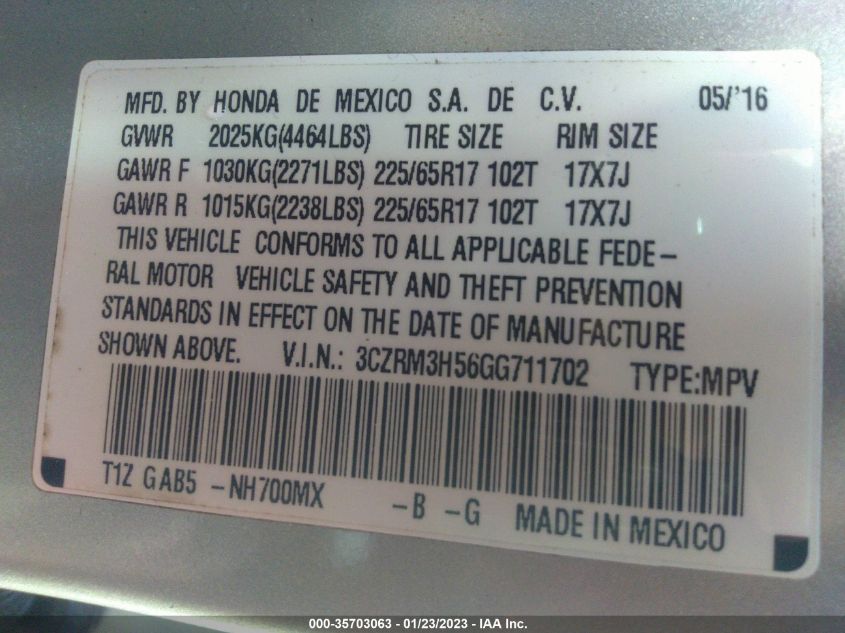 MFD. BY HONDA DE MEXICO S.A. DE C.V. 05/'16
GVWR 2025KG(4464LBS) TIRE SIZE RIM SIZE
GAWR F 1030KG(2271LBS) 225/65R17 102T 17X7J
GAWR R 1015KG(2238LBS) 225/65R17 102T 17X7J
THIS VEHICLE CONFORMS TO ALL APPLICABLE FEDE-
RAL MOTOR VEHICLE SAFETY AND THEFT PREVENTION
STANDARDS IN EFFECT ON THE DATE OF MANUFACTURE
SHOWN ABOVE. V.I.N.: 3CZRM3H56GG711702 TYPE:MPV
T1Z GAB5 -NH700MX -B -G MADE IN MEXICO
000-35703063 - 01/23/2023 - IAA Inc.